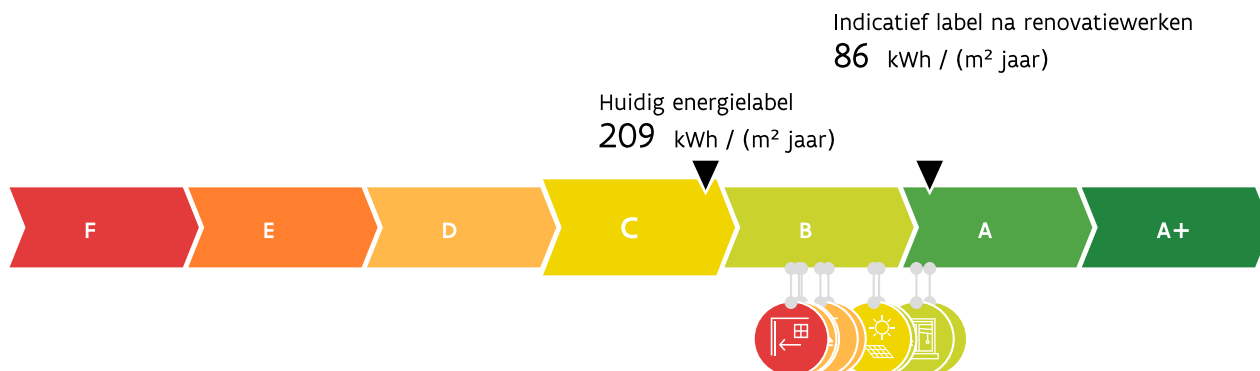 Indicatief label na renovatiewerken
86 kWh / (m² jaar)
Huidig energielabel
209 kWh / (m² jaar)
F E D C B A A+